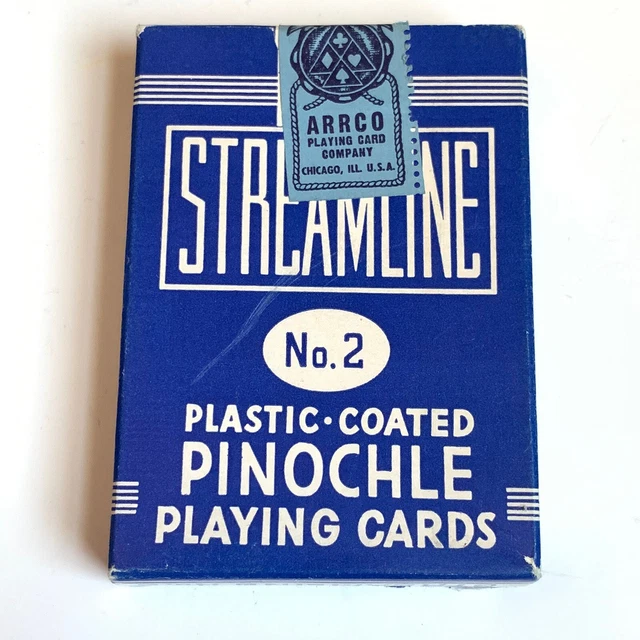 ARRCO
PLAYING CARD
COMPANY
CHICAGO, ILL. U.S.A.
STREAMLINE
No. 2
PLASTIC·COATED
PINOCHLE
PLAYING CARDS